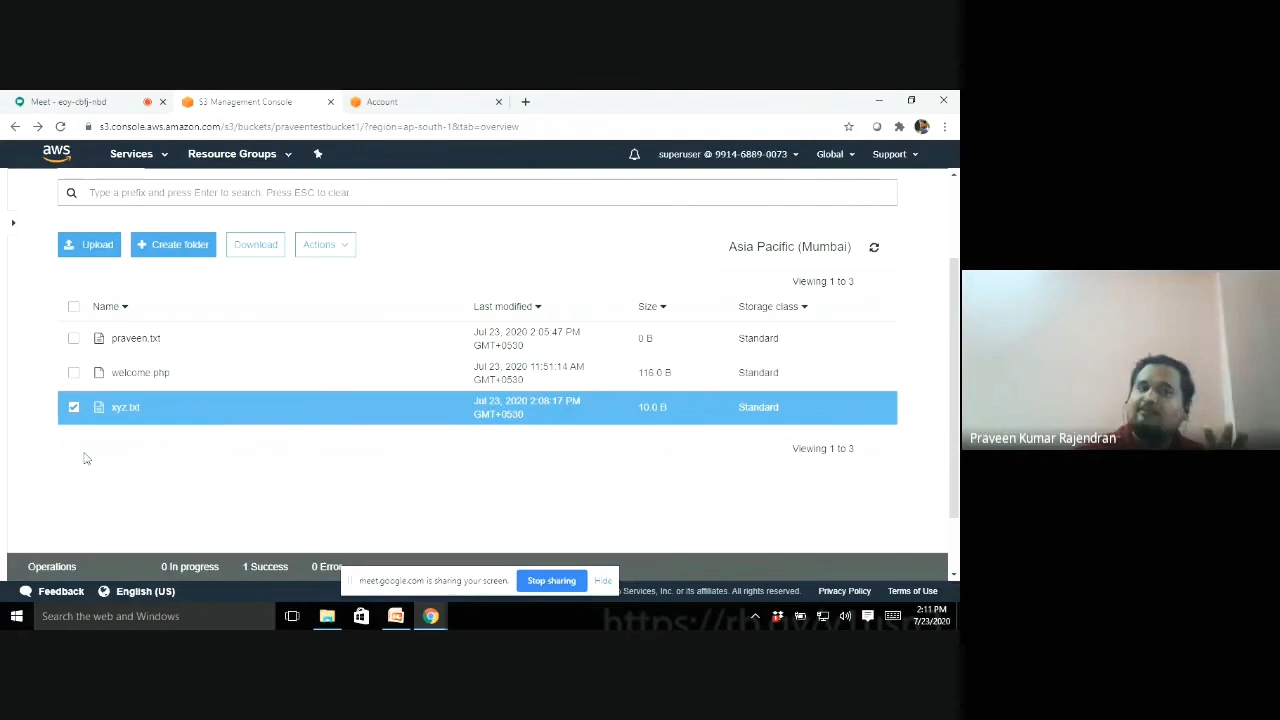 Meet - eoy-cbfj-nbd
S3 Management Console
Account
s3.console.aws.amazon.com/s3/buckets/praveentestbucket1/?region=ap-south-1&tab=overview
aws Services Resource Groups superuser @ 9914-6889-0073 Global Support
Type a prefix and press Enter to search. Press ESC to clear.
Upload Create folder Download Actions Asia Pacific (Mumbai)
Viewing 1 to 3
Name Last modified Size Storage class
praveen.txt Jul 23, 2020 2:05:47 PM GMT+0530 0 B Standard
welcome.php Jul 23, 2020 11:51:14 AM GMT+0530 116.0 B Standard
xyz.txt Jul 23, 2020 2:08:17 PM GMT+0530 10.0 B Standard
Viewing 1 to 3
Praveen Kumar Rajendran
Operations 0 In progress 1 Success 0 Error
meet.google.com is sharing your screen. Stop sharing Hide
Feedback English (US) Services, Inc. or its affiliates. All rights reserved. Privacy Policy Terms of Use
Search the web and Windows
2:11 PM
7/23/2020